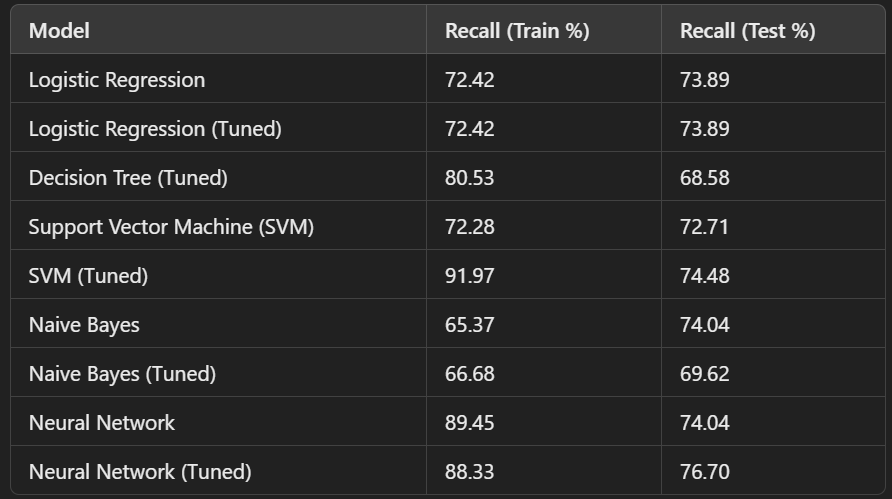 Model Recall (Train %) Recall (Test %)
Logistic Regression 72.42 73.89
Logistic Regression (Tuned) 72.42 73.89
Decision Tree (Tuned) 80.53 68.58
Support Vector Machine (SVM) 72.28 72.71
SVM (Tuned) 91.97 74.48
Naive Bayes 65.37 74.04
Naive Bayes (Tuned) 66.68 69.62
Neural Network 89.45 74.04
Neural Network (Tuned) 88.33 76.70